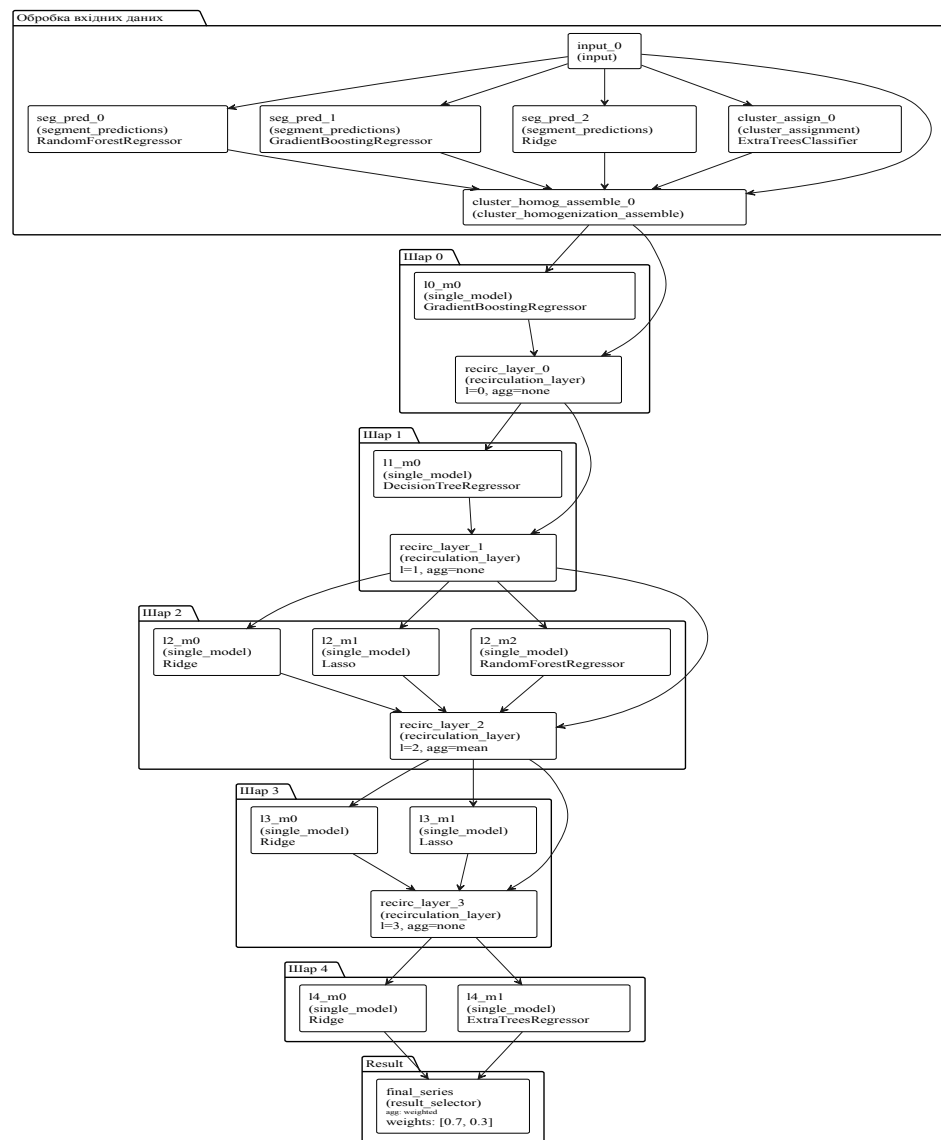 Обробка вхідних даних
input_0
(input)
seg_pred_0
(segment_predictions)
RandomForestRegressor
seg_pred_1
(segment_predictions)
GradientBoostingRegressor
seg_pred_2
(segment_predictions)
Ridge
cluster_assign_0
(cluster_assignment)
ExtraTreesClassifier
cluster_homog_assemble_0
(cluster_homogenization_assemble)
Шар 0
l0_m0
(single_model)
GradientBoostingRegressor
recirc_layer_0
(recirculation_layer)
l=0, agg=none
Шар 1
l1_m0
(single_model)
DecisionTreeRegressor
recirc_layer_1
(recirculation_layer)
l=1, agg=none
Шар 2
l2_m0
(single_model)
Ridge
l2_m1
(single_model)
Lasso
l2_m2
(single_model)
RandomForestRegressor
recirc_layer_2
(recirculation_layer)
l=2, agg=mean
Шар 3
l3_m0
(single_model)
Ridge
l3_m1
(single_model)
Lasso
recirc_layer_3
(recirculation_layer)
l=3, agg=none
Шар 4
l4_m0
(single_model)
Ridge
l4_m1
(single_model)
ExtraTreesRegressor
Result
final_series
(result_selector)
agg: weighted
weights: [0.7, 0.3]